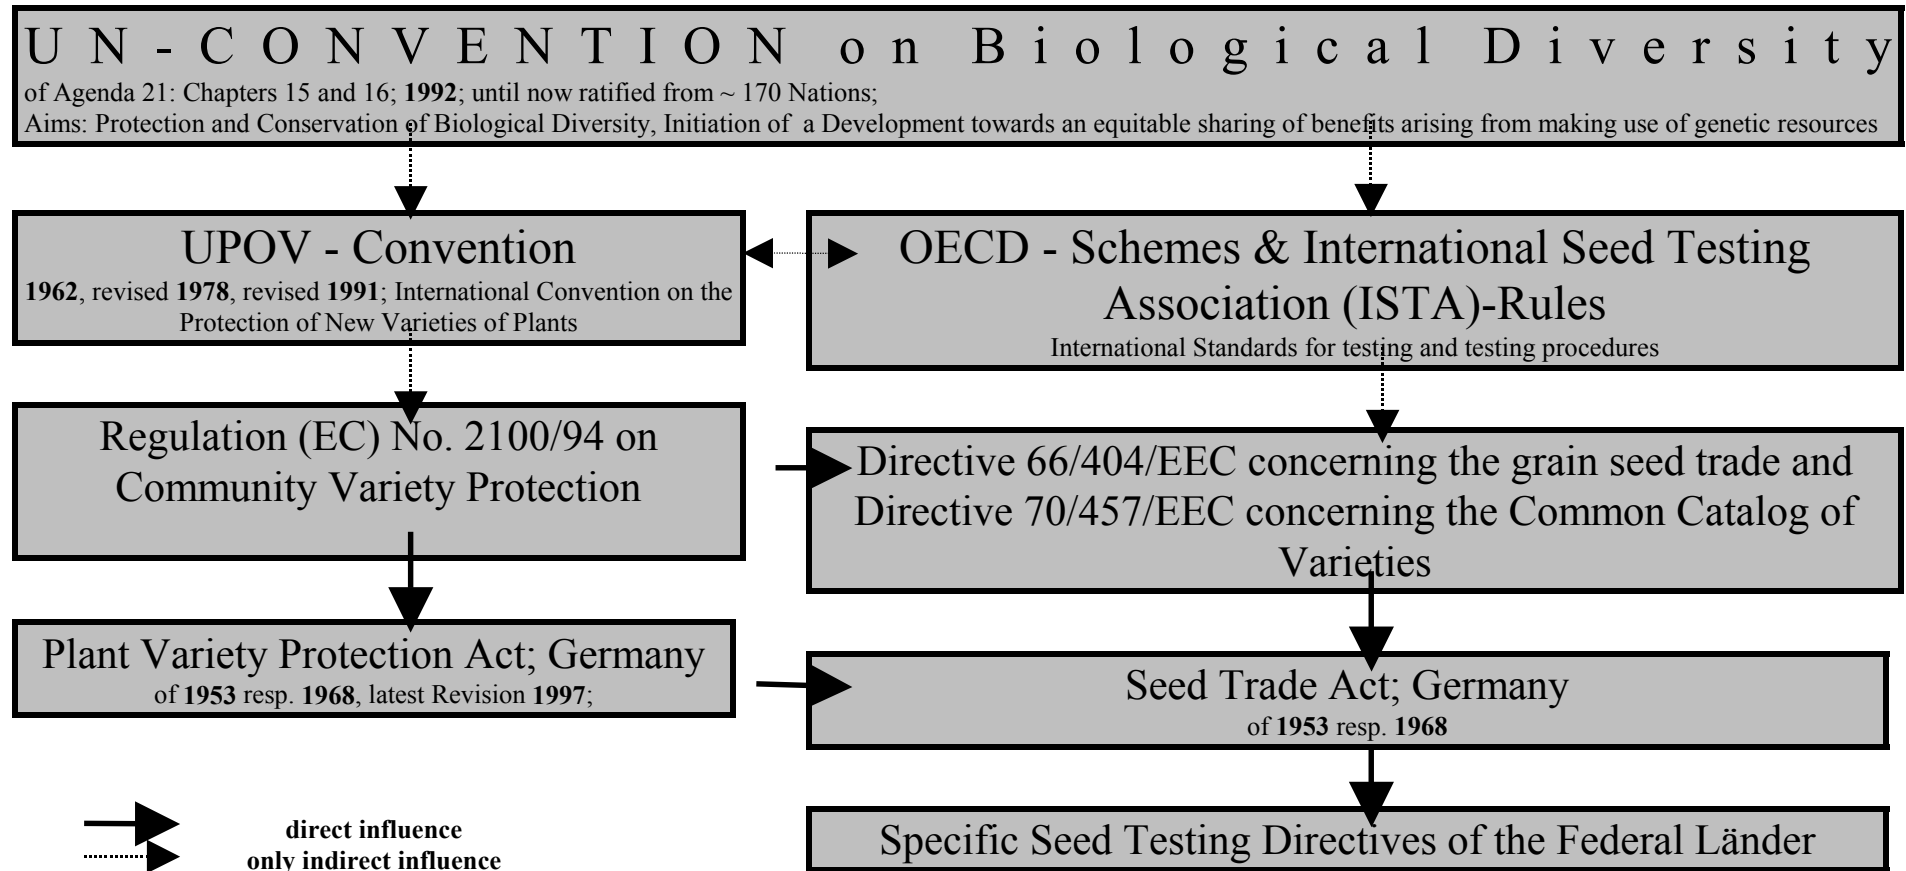 UN-CONVENTION on Biological Diversity
of Agenda 21: Chapters 15 and 16; 1992; until now ratified from ~ 170 Nations;
Aims: Protection and Conservation of Biological Diversity, Initiation of a Development towards an equitable sharing of benefits arising from making use of genetic resources
UPOV - Convention
1962, revised 1978, revised 1991; International Convention on the
Protection of New Varieties of Plants
OECD - Schemes & International Seed Testing
Association (ISTA)-Rules
International Standards for testing and testing procedures
Regulation (EC) No. 2100/94 on
Community Variety Protection
Directive 66/404/EEC concerning the grain seed trade and
Directive 70/457/EEC concerning the Common Catalog of
Varieties
Plant Variety Protection Act; Germany
of 1953 resp. 1968, latest Revision 1997;
Seed Trade Act; Germany
of 1953 resp. 1968
direct influence
only indirect influence
Specific Seed Testing Directives of the Federal Länder